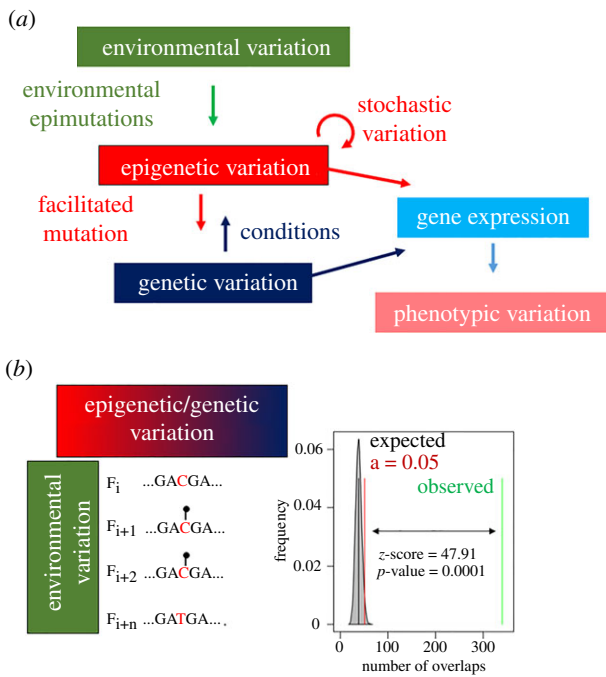 (a)
environmental variation
environmental
epimutations
stochastic
variation
epigenetic variation
facilitated
mutation
conditions
gene expression
genetic variation
phenotypic variation
(b)
epigenetic/genetic
variation
environmental
variation
Fi ...GACGA...
Fi+1 ...GACGA...
Fi+2 ...GACGA...
Fi+n ...GATGA...
expected
a = 0.05
observed
z-score = 47.91
p-value = 0.0001
frequency
0.06
0.04
0.02
0
0 100 200 300
number of overlaps